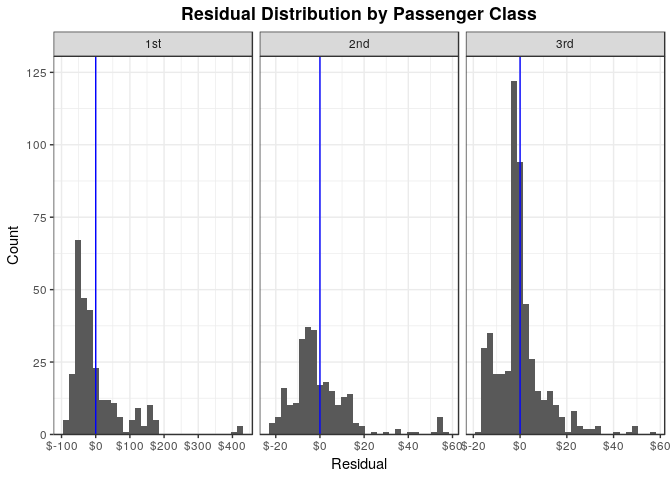 Residual Distribution by Passenger Class
1st 2nd 3rd
125
100
75
50
25
0
Count
$-100 $0 $100 $200 $300 $400 $-20 $0 $20 $40 $60 $-20 $0 $20 $40 $60
Residual